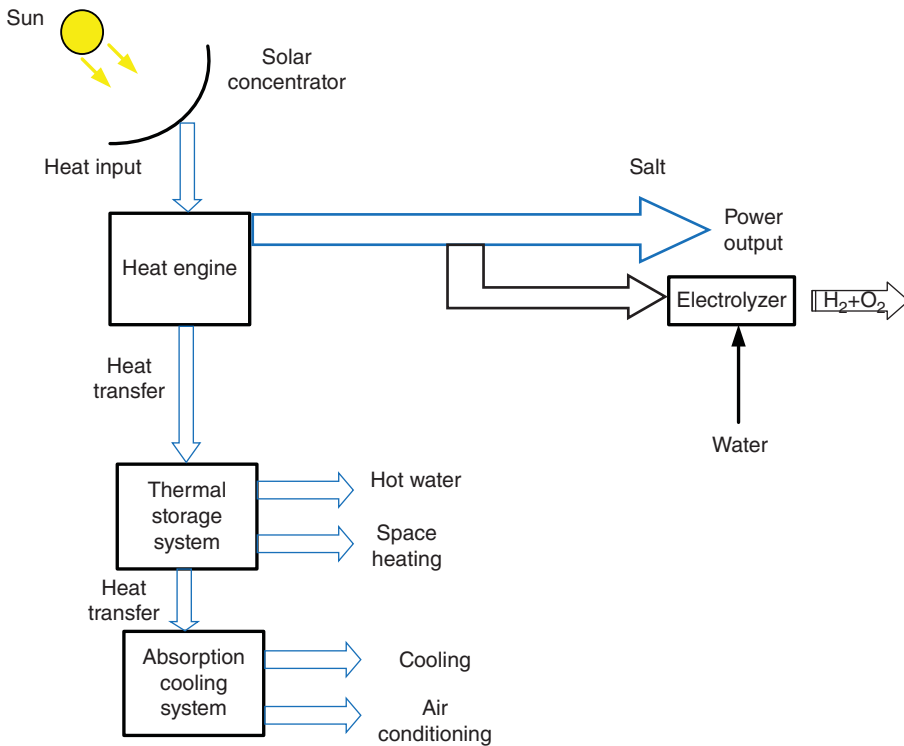 Sun
Solar
concentrator
Heat input
Salt
Power
output
Heat engine
Electrolyzer
H₂+O₂
Heat
transfer
Water
Thermal
storage
system
Hot water
Space
heating
Heat
transfer
Absorption
cooling
system
Cooling
Air
conditioning